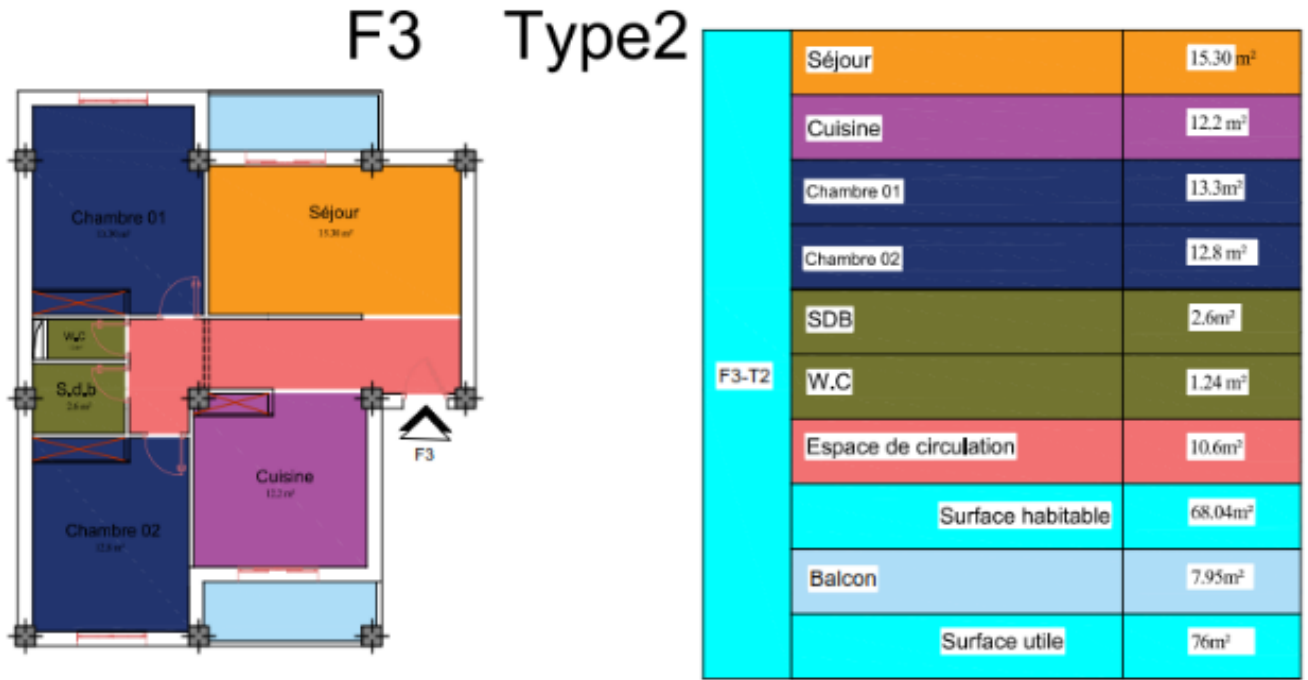 F3 Type2
Chambre 01
Séjour
15.30 m²
W.C
S.d.b
2.6 m²
Cuisine
12.2 m²
F3
Chambre 02
12.8 m²
F3-T2
Séjour 15.30 m²
Cuisine 12.2 m²
Chambre 01 13.3m²
Chambre 02 12.8 m²
SDB 2.6m²
W.C 1.24 m²
Espace de circulation 10.6m²
Surface habitable 68.04m²
Balcon 7.95m²
Surface utile 76m²